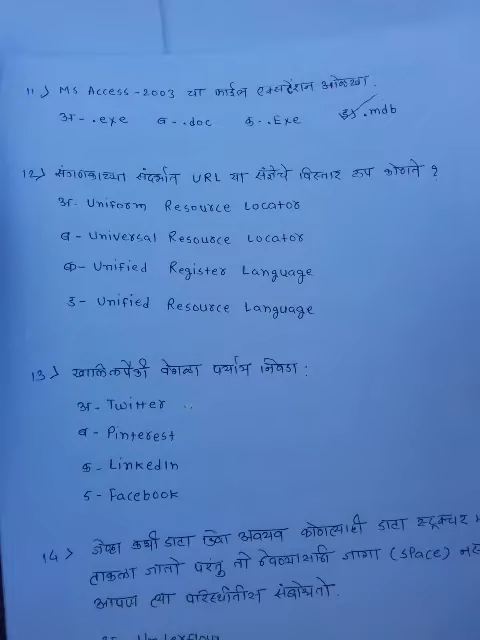 11) MS Access - 2003 या फाईल एक्सटेंशन ओळखा.
अ - .exe ब - .doc क - .Exe ड .mdb
12) संगणकाच्या संदर्भात URL या संज्ञेचे विस्तार रूप कोणते ?
अ. Uniform Resource Locator
ब - Universal Resource Locator
क - Unified Register Language
ड - Unified Resource Language
13) खालिलपैकी वेगळा पर्याय निवडा :
अ - Twitter
ब - Pinterest
क - LinkedIn
ड - Facebook
14) जेव्हा कधी डाटा किंवा अवयव कोणत्याही डाटा स्ट्रक्चर
टाकला जातो परंतु तो ठेवण्यासाठी जागा (Space)
आपण त्या परिस्थीतीस संबोधतो.